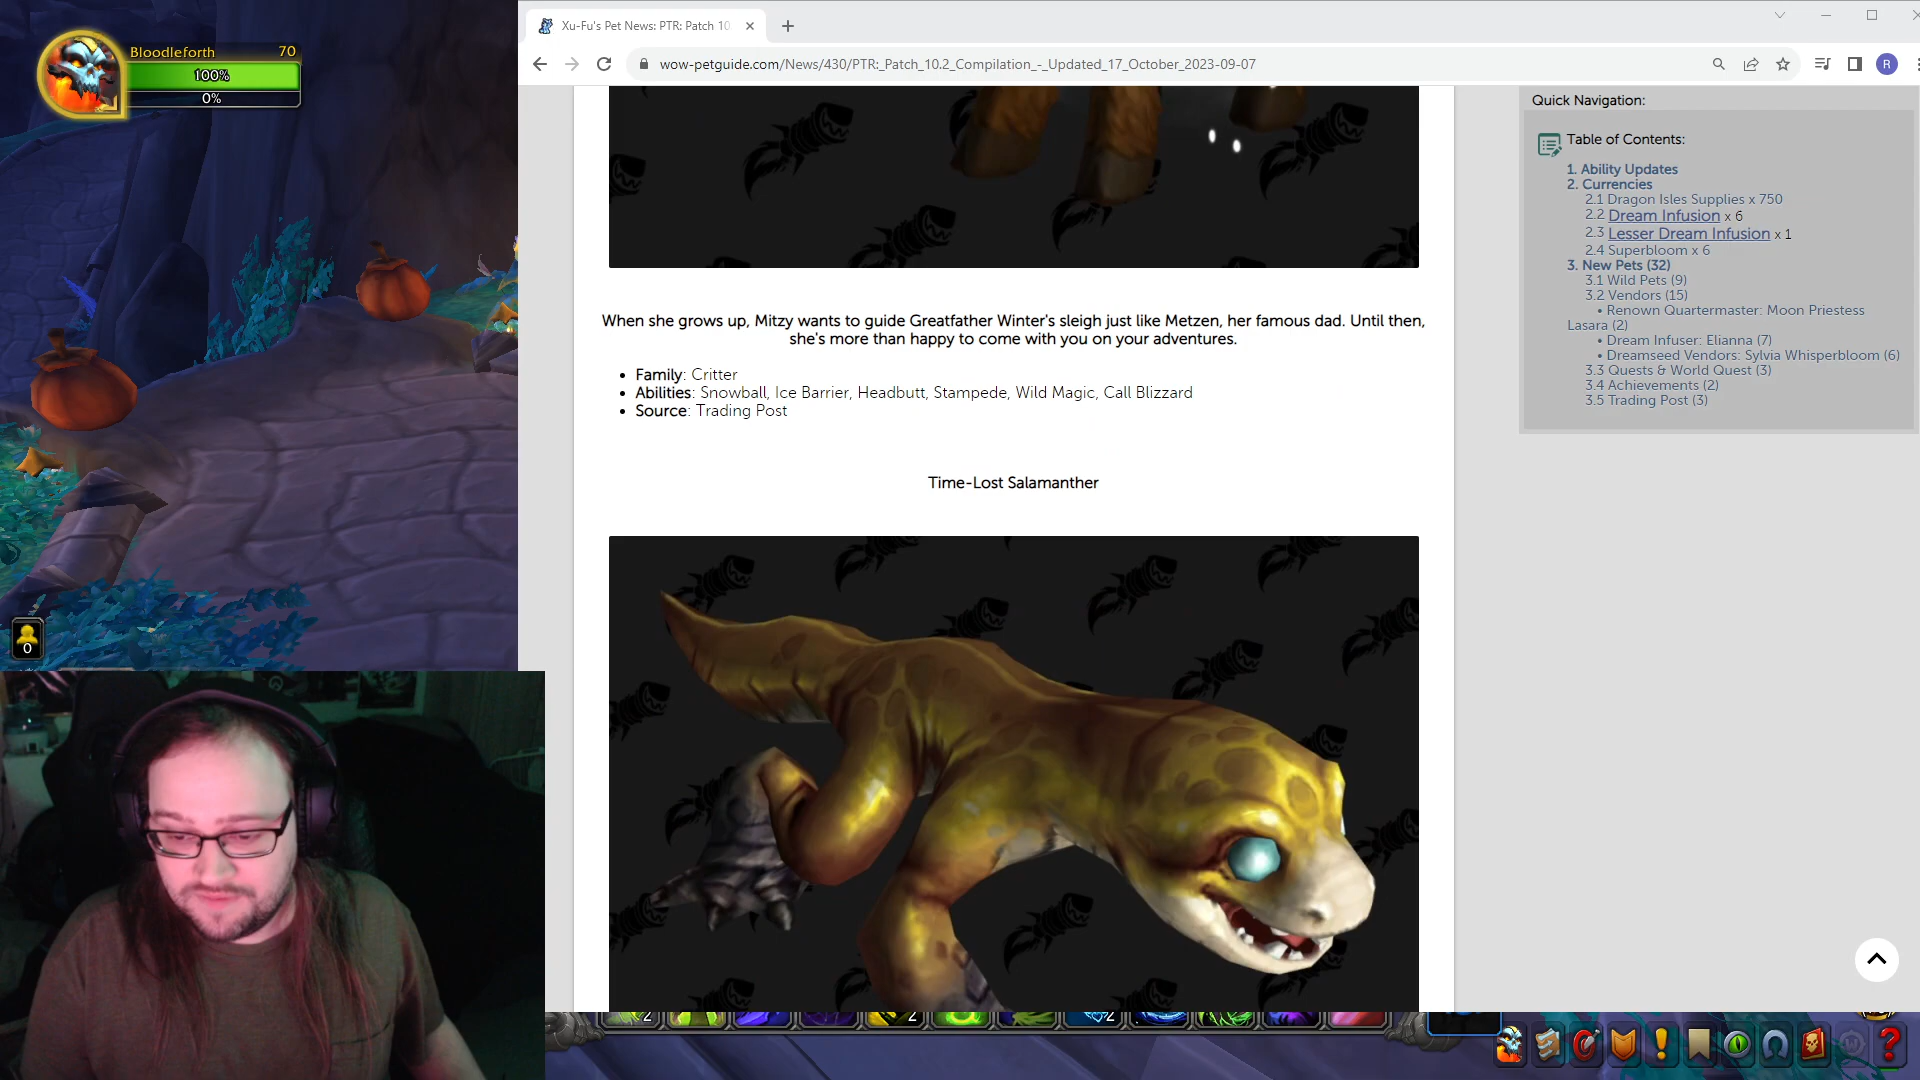 Bloodleforth 70
100%
0%
0
Xu-Fu's Pet News: PTR: Patch 10
wow-petguide.com/News/430/PTR:_Patch_10.2_Compilation_-_Updated_17_October_2023-09-07
R
When she grows up, Mitzy wants to guide Greatfather Winter's sleigh just like Metzen, her famous dad. Until then,
she's more than happy to come with you on your adventures.
• Family: Critter
• Abilities: Snowball, Ice Barrier, Headbutt, Stampede, Wild Magic, Call Blizzard
• Source: Trading Post
Time-Lost Salamanther
Quick Navigation:
Table of Contents:
1. Ability Updates
2. Currencies
2.1 Dragon Isles Supplies x 750
2.2 Dream Infusion x 6
2.3 Lesser Dream Infusion x 1
2.4 Superbloom x 6
3. New Pets (32)
3.1 Wild Pets (9)
3.2 Vendors (15)
• Renown Quartermaster: Moon Priestess
Lasara (2)
• Dream Infuser: Elianna (7)
• Dreamseed Vendors: Sylvia Whisperbloom (6)
3.3 Quests & World Quest (3)
3.4 Achievements (2)
3.5 Trading Post (3)
2
2
2